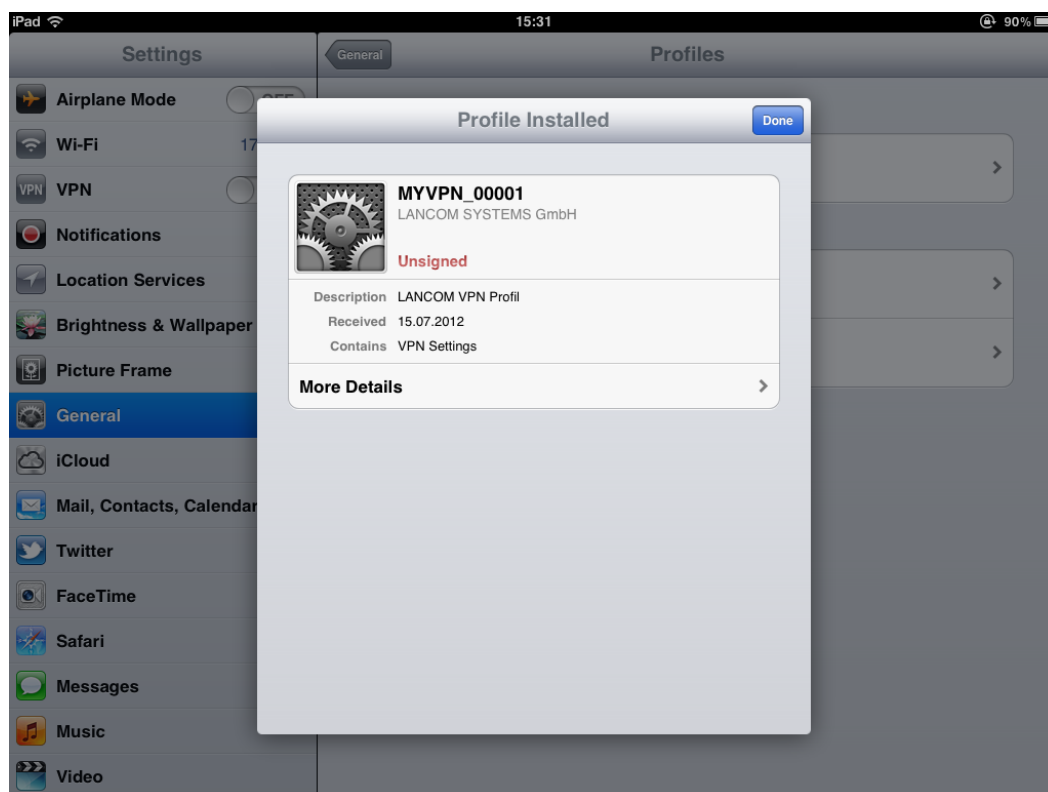 iPad 15:31 90%
Settings
General Profiles
Airplane Mode OFF
Wi-Fi 17
VPN VPN
Notifications
Location Services
Brightness & Wallpaper
Picture Frame
General
iCloud
Mail, Contacts, Calendar
Twitter
FaceTime
Safari
Messages
Music
Video
Profile Installed Done
MYVPN_00001
LANCOM SYSTEMS GmbH
Unsigned
Description LANCOM VPN Profil
Received 15.07.2012
Contains VPN Settings
More Details